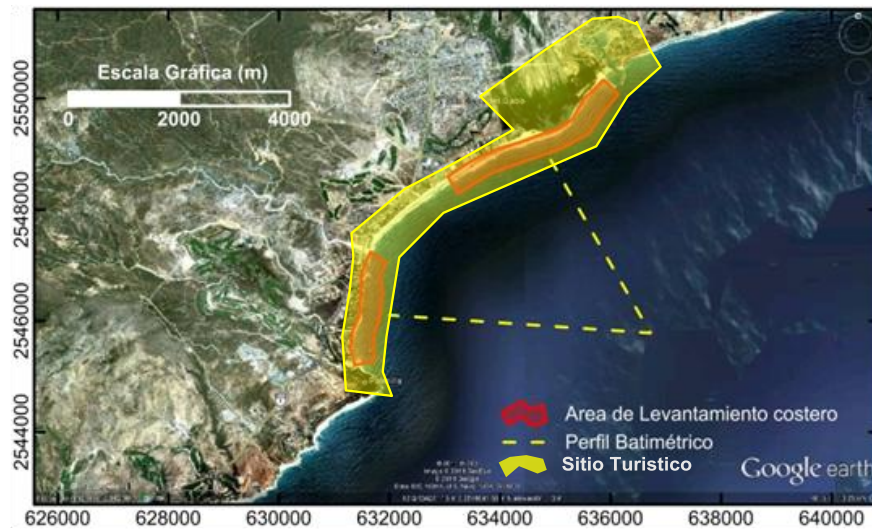 Escala Gráfica (m)
0 2000 4000
2550000
2548000
2546000
2544000
Area de Levantamiento costero
Perfil Batimétrico
Sitio Turistico
Google earth
626000 628000 630000 632000 634000 636000 638000 640000